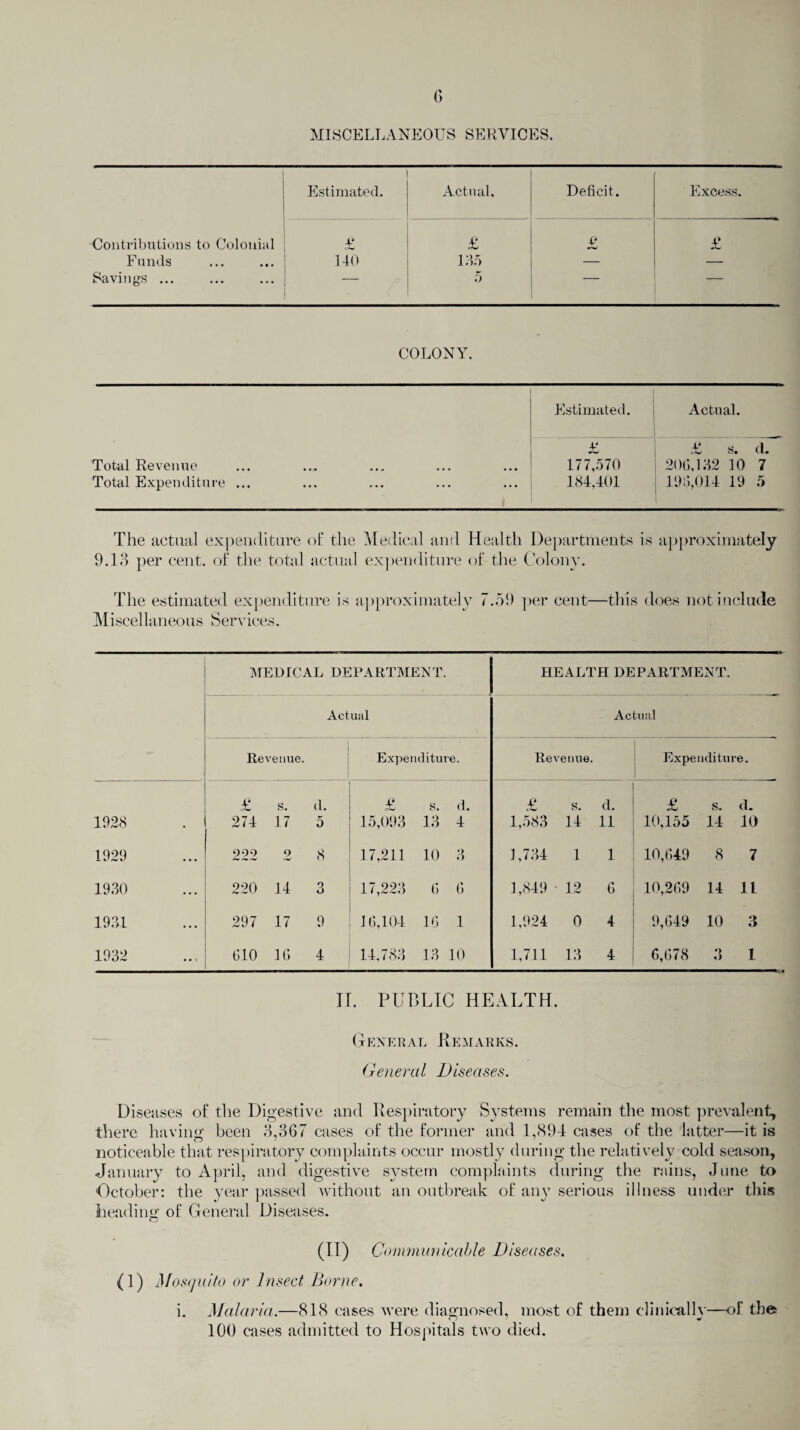 6
MISCELLANEOUS SERVICES.
Estimated. Actual. Deficit. Excess.
Contributions to Colonial £ £ £ £
Funds ... ... 140 135 — —
Savings ... ... ... — 5 — —
COLONY.
Estimated. Actual.
£ £ s. d.
Total Revenue ... ... ... ... ... 177,570 206,132 10 7
Total Expenditure ... ... ... ... ... 184,401 195,014 19 5
The actual expenditure of the Medical and Health Departments is approximately
9.13 per cent. of the total actual expenditure of the Colony.
The estimated expenditure is approximately 7.59 per cent—this does not include
Miscellaneous Services.
MEDICAL DEPARTMENT. HEALTH DEPARTMENT.
Actual Actual
Revenue. Expenditure. Revenue. Expenditure.
£ s. d. £ s. d. £ s. d. £ s. d.
1928 . 274 17 5 15,093 13 4 1,583 14 11 10,155 14 10
1929 ... 222 2 8 17,211 10 3 1,734 1 1 10,649 8 7
1930 ... 220 14 3 17,223 6 6 1,849 12 6 10,269 14 11
1931 ... 297 17 9 16,104 16 1 1,924 0 4 9,649 10 3
1932 ... 610 16 4 14,783 13 10 1,711 13 4 6,678 3 1
II. PUBLIC HEALTH.
GENERAL REMARKS.
General Diseases.
Diseases of the Digestive and Respiratory Systems remain the most prevalent,
there having been 3,367 cases of the former and 1,894 cases of the latter—it is
noticeable that respiratory complaints occur mostly during the relatively cold season,
January to April, and digestive system complaints during the rains, June to
October: the year passed without an outbreak of any serious illness under this
heading of General Diseases.
(II) Communicable Diseases.
(1) Mosquito or Insect Borne.
i. Malaria.—818 cases were diagnosed, most of them clinically—of the
100 cases admitted to Hospitals two died.